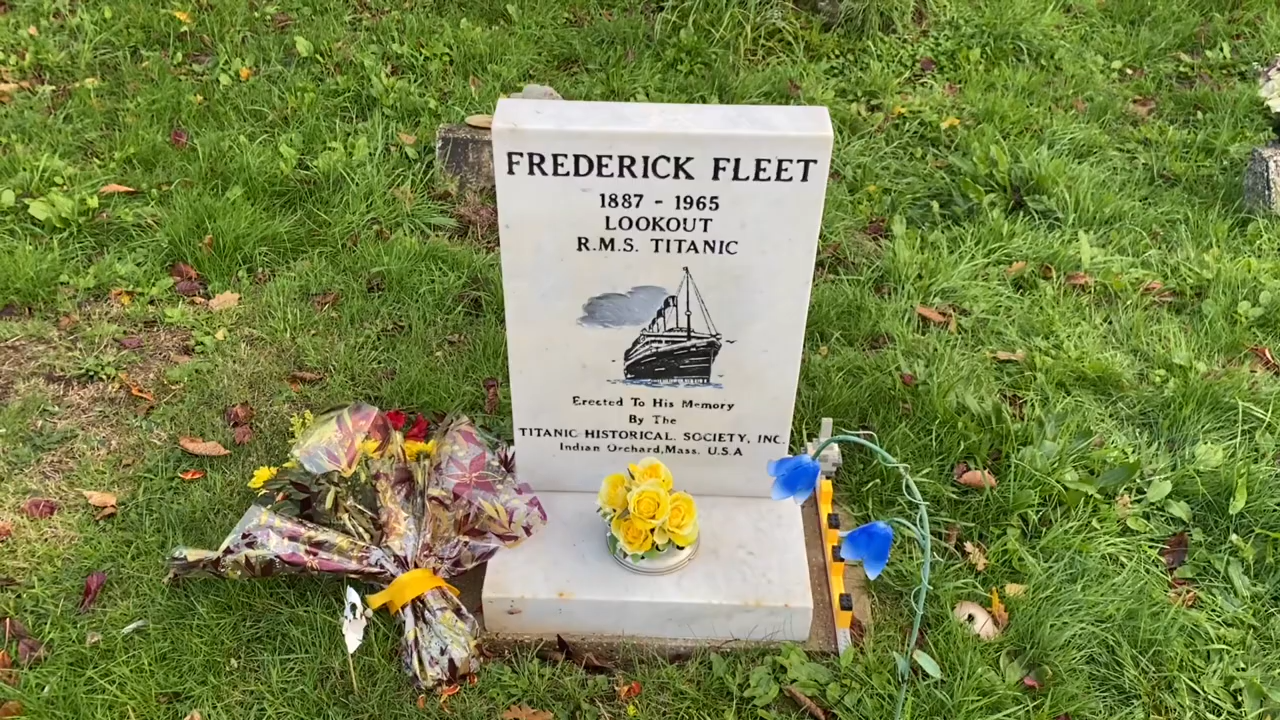 FREDERICK FLEET
1887 - 1965
LOOKOUT
R.M.S. TITANIC
Erected To His Memory
By The
TITANIC HISTORICAL. SOCIETY, INC.
Indian Orchard, Mass. U.S.A